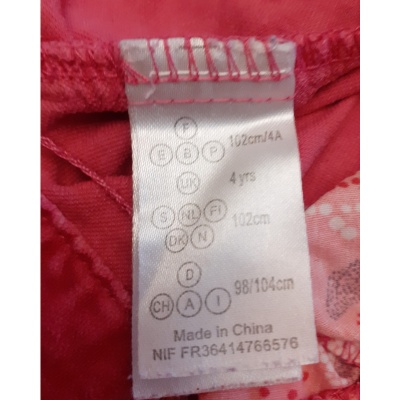 F
E B P 102cm/4A
UK 4 yrs
S NL FI
DK N 102cm
D
CH A I 98/104cm
Made in China
NIF FR36414766576